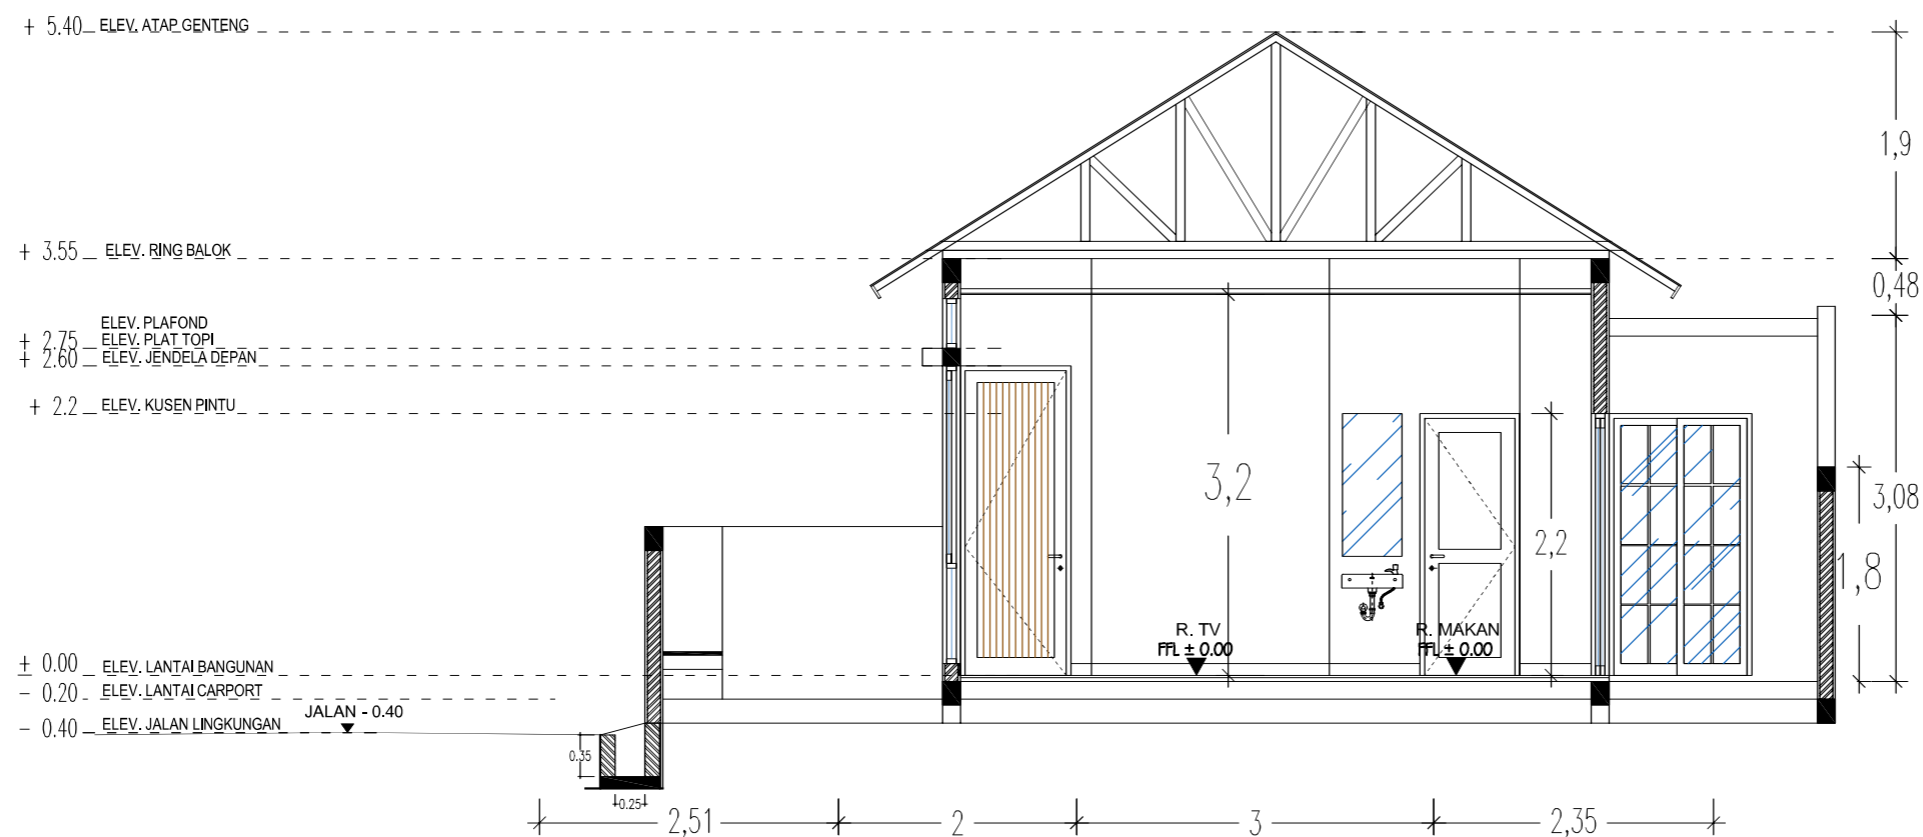 + 5.40 ELEV. ATAP GENTENG
1,9
+ 3.55 ELEV. RING BALOK
0,48
ELEV. PLAFOND
+ 2.75 ELEV. PLAT TOPI
+ 2.60 ELEV. JENDELA DEPAN
+ 2.2 ELEV. KUSEN PINTU
3,2
3,08
2,2
1,8
R. TV
FFL ± 0.00
R. MAKAN
FFL ± 0.00
± 0.00 ELEV. LANTAI BANGUNAN
- 0.20 ELEV. LANTAI CARPORT
JALAN - 0.40
- 0.40 ELEV. JALAN LINGKUNGAN
0.35
0.25
2,51
2
3
2,35